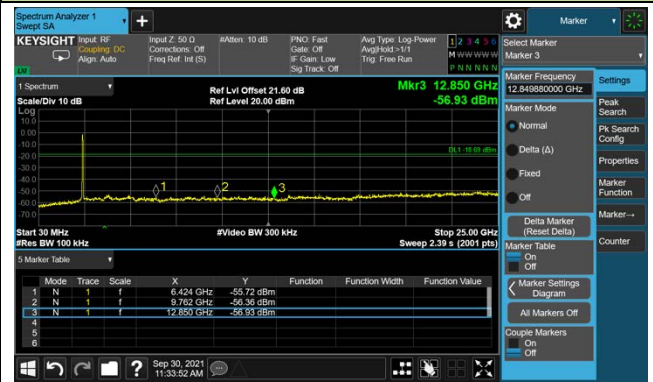 Spectrum Analyzer 1
Swept SA
Marker
KEYSIGHT
Input: RF
Coupling: DC
Align: Auto
Input Z: 50 Ω
Corrections: Off
Freq Ref: Int (S)
#Atten: 10 dB
PNO: Fast
Gate: Off
IF Gain: Low
Sig Track: Off
Avg Type: Log-Power
Avg|Hold:>1/1
Trig: Free Run
1 2 3 4 5 6
M W W W W W
P N N N N N
LM
Select Marker
Marker 3
1 Spectrum
Scale/Div 10 dB
Log
Ref Lvl Offset 21.60 dB
Ref Level 20.00 dBm
Mkr3 12.850 GHz
-56.93 dBm
10.0
0.00
-10.0
-20.0
-30.0
-40.0
-50.0
-60.0
-70.0
1
2
3
Start 30 MHz
#Res BW 100 kHz
#Video BW 300 kHz
Stop 25.00 GHz
Sweep 2.39 s (2001 pts)
5 Marker Table
Mode Trace Scale X Y Function Function Width Function Value
1 N 1 f 6.424 GHz -55.72 dBm
2 N 1 f 9.762 GHz -56.36 dBm
3 N 1 f 12.850 GHz -56.93 dBm
4
5
6
Marker Frequency
12.849880000 GHz
Marker Mode
Normal
Delta (Δ)
Fixed
Off
Delta Marker
(Reset Delta)
Marker Table
On
Off
Marker Settings
Diagram
All Markers Off
Couple Markers
On
Off
Settings
Peak
Search
Pk Search
Config
Properties
Marker
Function
Marker→
Counter
?
Sep 30, 2021
11:33:52 AM